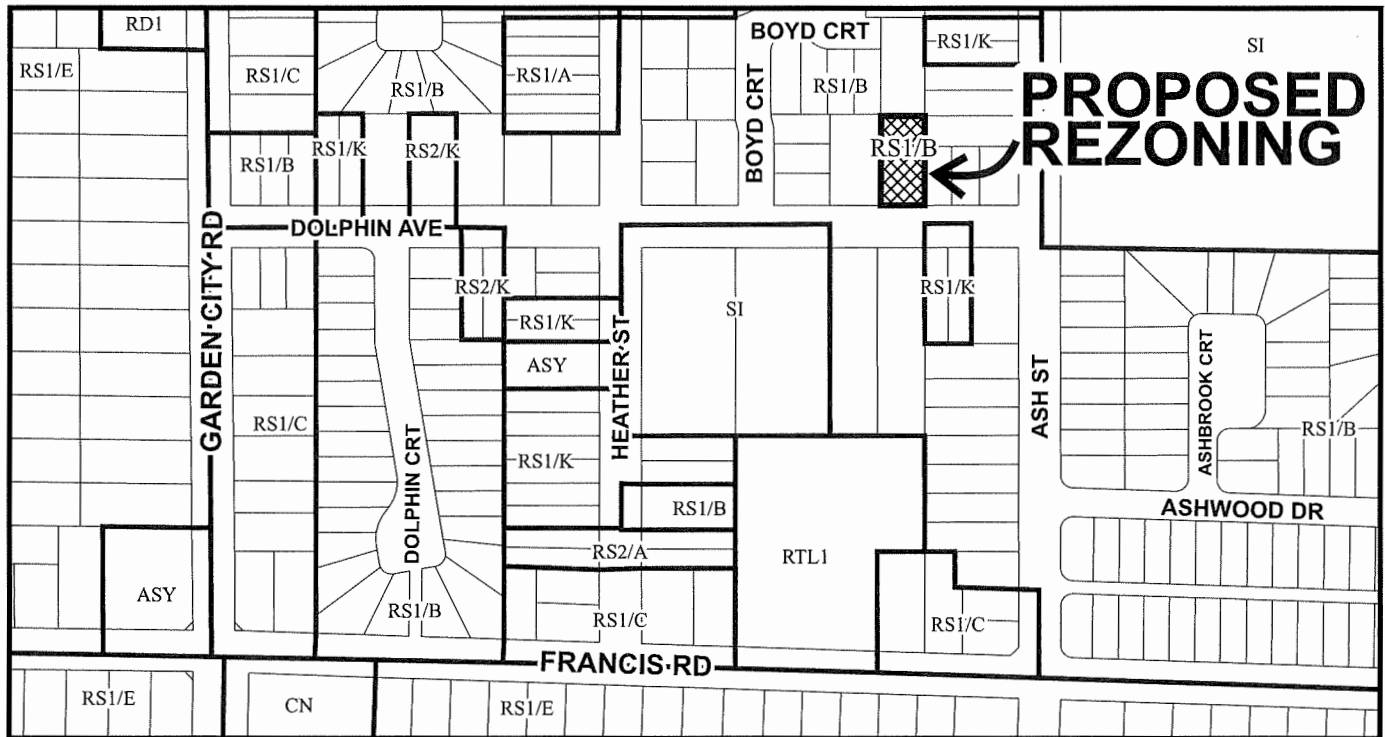 RD1
BOYD CRT
RS1/K
SI
RS1/E
RS1/C
RS1/B
RS1/A
RS1/B
PROPOSED
REZONING
BOYD CRT
RS1/B
RS1/K
RS2/K
RS1/B
GARDEN CITY RD
DOLPHIN AVE
RS2/K
RS1/K
RS1/K
SI
HEATHER ST
ASY
ASH ST
ASHBROOK CRT
RS1/C
DOLPHIN CRT
RS1/K
RS1/B
RS1/B
ASHWOOD DR
RS2/A
RTL1
ASY
RS1/B
RS1/C
RS1/C
FRANCIS RD
RS1/E
CN
RS1/E